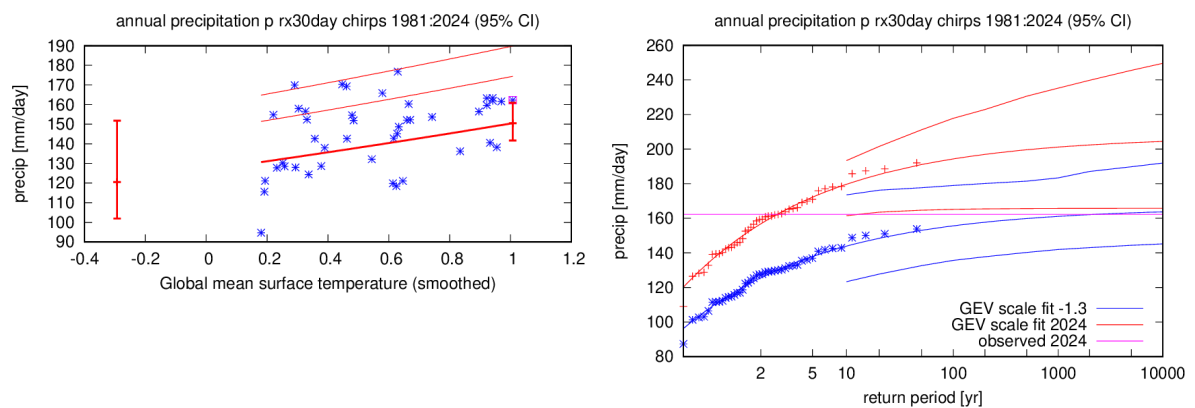 annual precipitation p rx30day chirps 1981:2024 (95% CI)
190
180
170
160
150
140
130
120
110
100
90
precip [mm/day]
-0.4 -0.2 0 0.2 0.4 0.6 0.8 1 1.2
Global mean surface temperature (smoothed)
annual precipitation p rx30day chirps 1981:2024 (95% CI)
260
240
220
200
180
160
140
120
100
80
precip [mm/day]
GEV scale fit -1.3
GEV scale fit 2024
observed 2024
2 5 10 100 1000 10000
return period [yr]